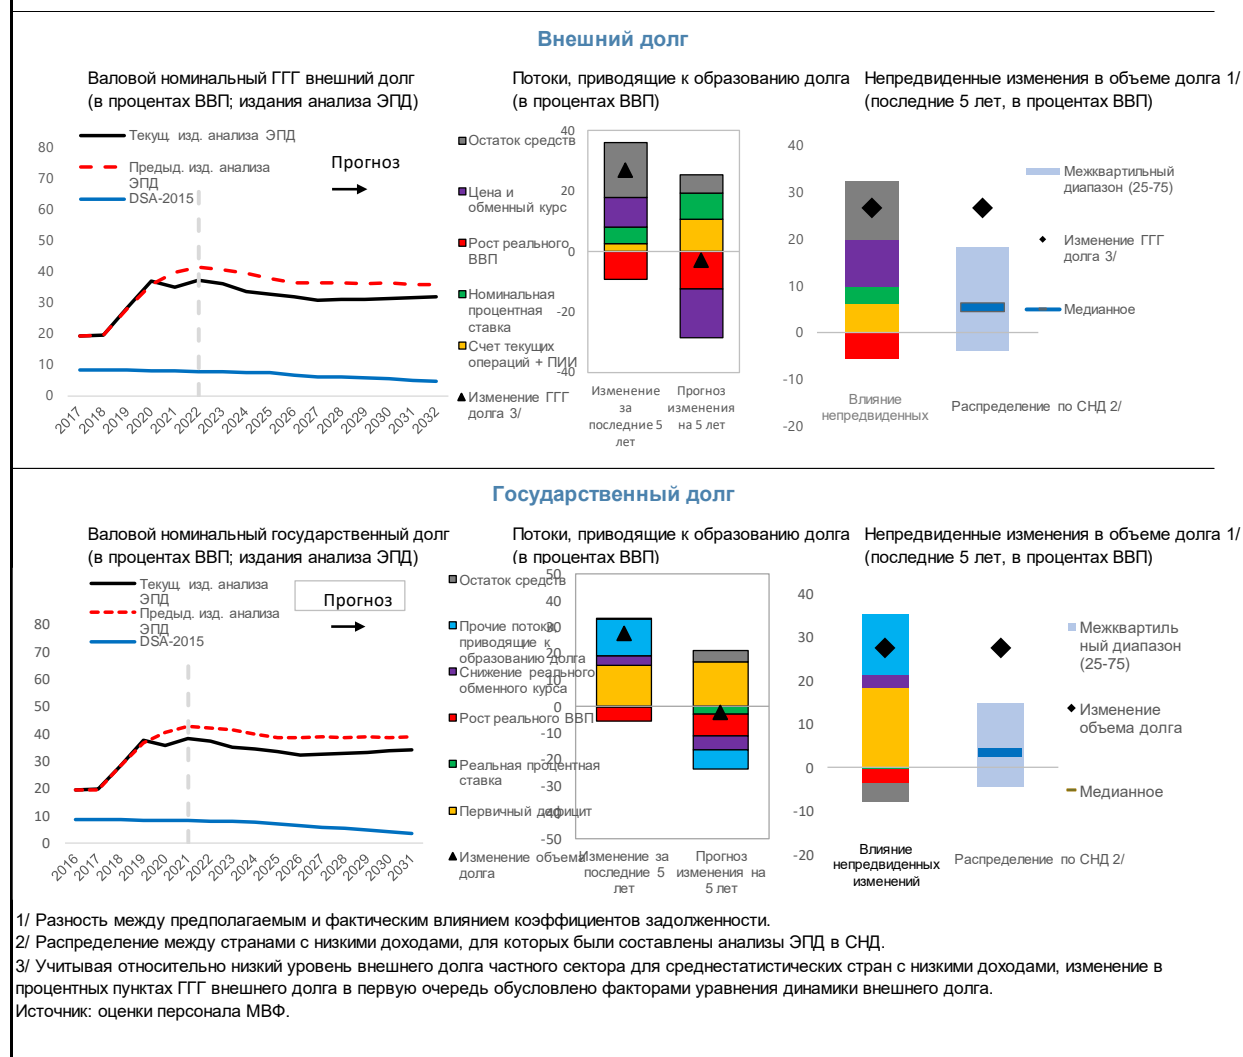 Внешний долг
Валовой номинальный ГГГ внешний долг
(в процентах ВВП; издания анализа ЭПД)
Текущ. изд. анализа ЭПД
Предыд. изд. анализа
ЭПД
DSA-2015
Прогноз
80
70
60
50
40
30
20
10
0
2017
2018
2019
2020
2021
2022
2023
2024
2025
2026
2027
2028
2029
2030
2031
2032
Потоки, приводящие к образованию долга
(в процентах ВВП)
Остаток средств
Цена и
обменный курс
Рост реального
ВВП
Номинальная
процентная
ставка
Счет текущих
операций + ПИИ
Изменение ГГГ
долга 3/
40
20
0
-20
-40
Изменение
за
последние 5
лет
Прогноз
изменения
на 5 лет
Непредвиденные изменения в объеме долга 1/
(последние 5 лет, в процентах ВВП)
40
30
20
10
0
-10
-20
Влияние
непредвиденных
Распределение по СНД 2/
Межквартильный
диапазон (25-75)
Изменение ГГГ
долга 3/
Медианное
Государственный долг
Валовой номинальный государственный долг
(в процентах ВВП; издания анализа ЭПД)
Текущ. изд. анализа
ЭПД
Предыд. изд. анализа
ЭПД
DSA-2015
Прогноз
80
70
60
50
40
30
20
10
0
2016
2017
2018
2019
2020
2021
2022
2023
2024
2025
2026
2027
2028
2029
2030
2031
Потоки, приводящие к образованию долга
(в процентах ВВП)
Остаток средств
Прочие потоки,
приводящие к
образованию долга
Снижение реального
обменного курса
Рост реального ВВП
Реальная процентная
ставка
Первичный дефицит
Изменение объема
долга
50
40
30
20
10
0
-10
-20
-30
-40
-50
Изменение за
последние 5
лет
Прогноз
изменения на
5 лет
Непредвиденные изменения в объеме долга 1/
(последние 5 лет, в процентах ВВП)
40
30
20
10
0
-10
-20
Влияние
непредвиденных
изменений
Распределение по СНД 2/
Межквартиль
ный диапазон
(25-75)
Изменение
объема долга
Медианное
1/ Разность между предполагаемым и фактическим влиянием коэффициентов задолженности.
2/ Распределение между странами с низкими доходами, для которых были составлены анализы ЭПД в СНД.
3/ Учитывая относительно низкий уровень внешнего долга частного сектора для среднестатистических стран с низкими доходами, изменение в
процентных пунктах ГГГ внешнего долга в первую очередь обусловлено факторами уравнения динамики внешнего долга.
Источник: оценки персонала МВФ.